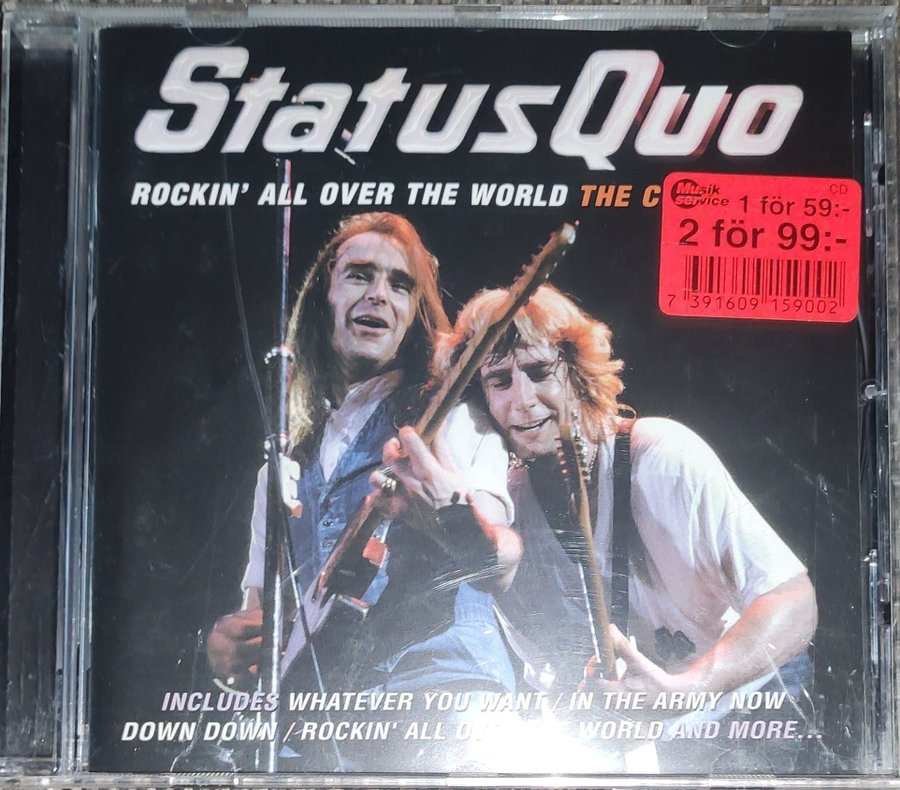 StatusQuo
ROCKIN' ALL OVER THE WORLD THE C
CD
Musik service 1 för 59:-
2 för 99:-
7 391609 159002
INCLUDES WHATEVER YOU WANT / IN THE ARMY NOW
DOWN DOWN / ROCKIN' ALL WORLD AND MORE...